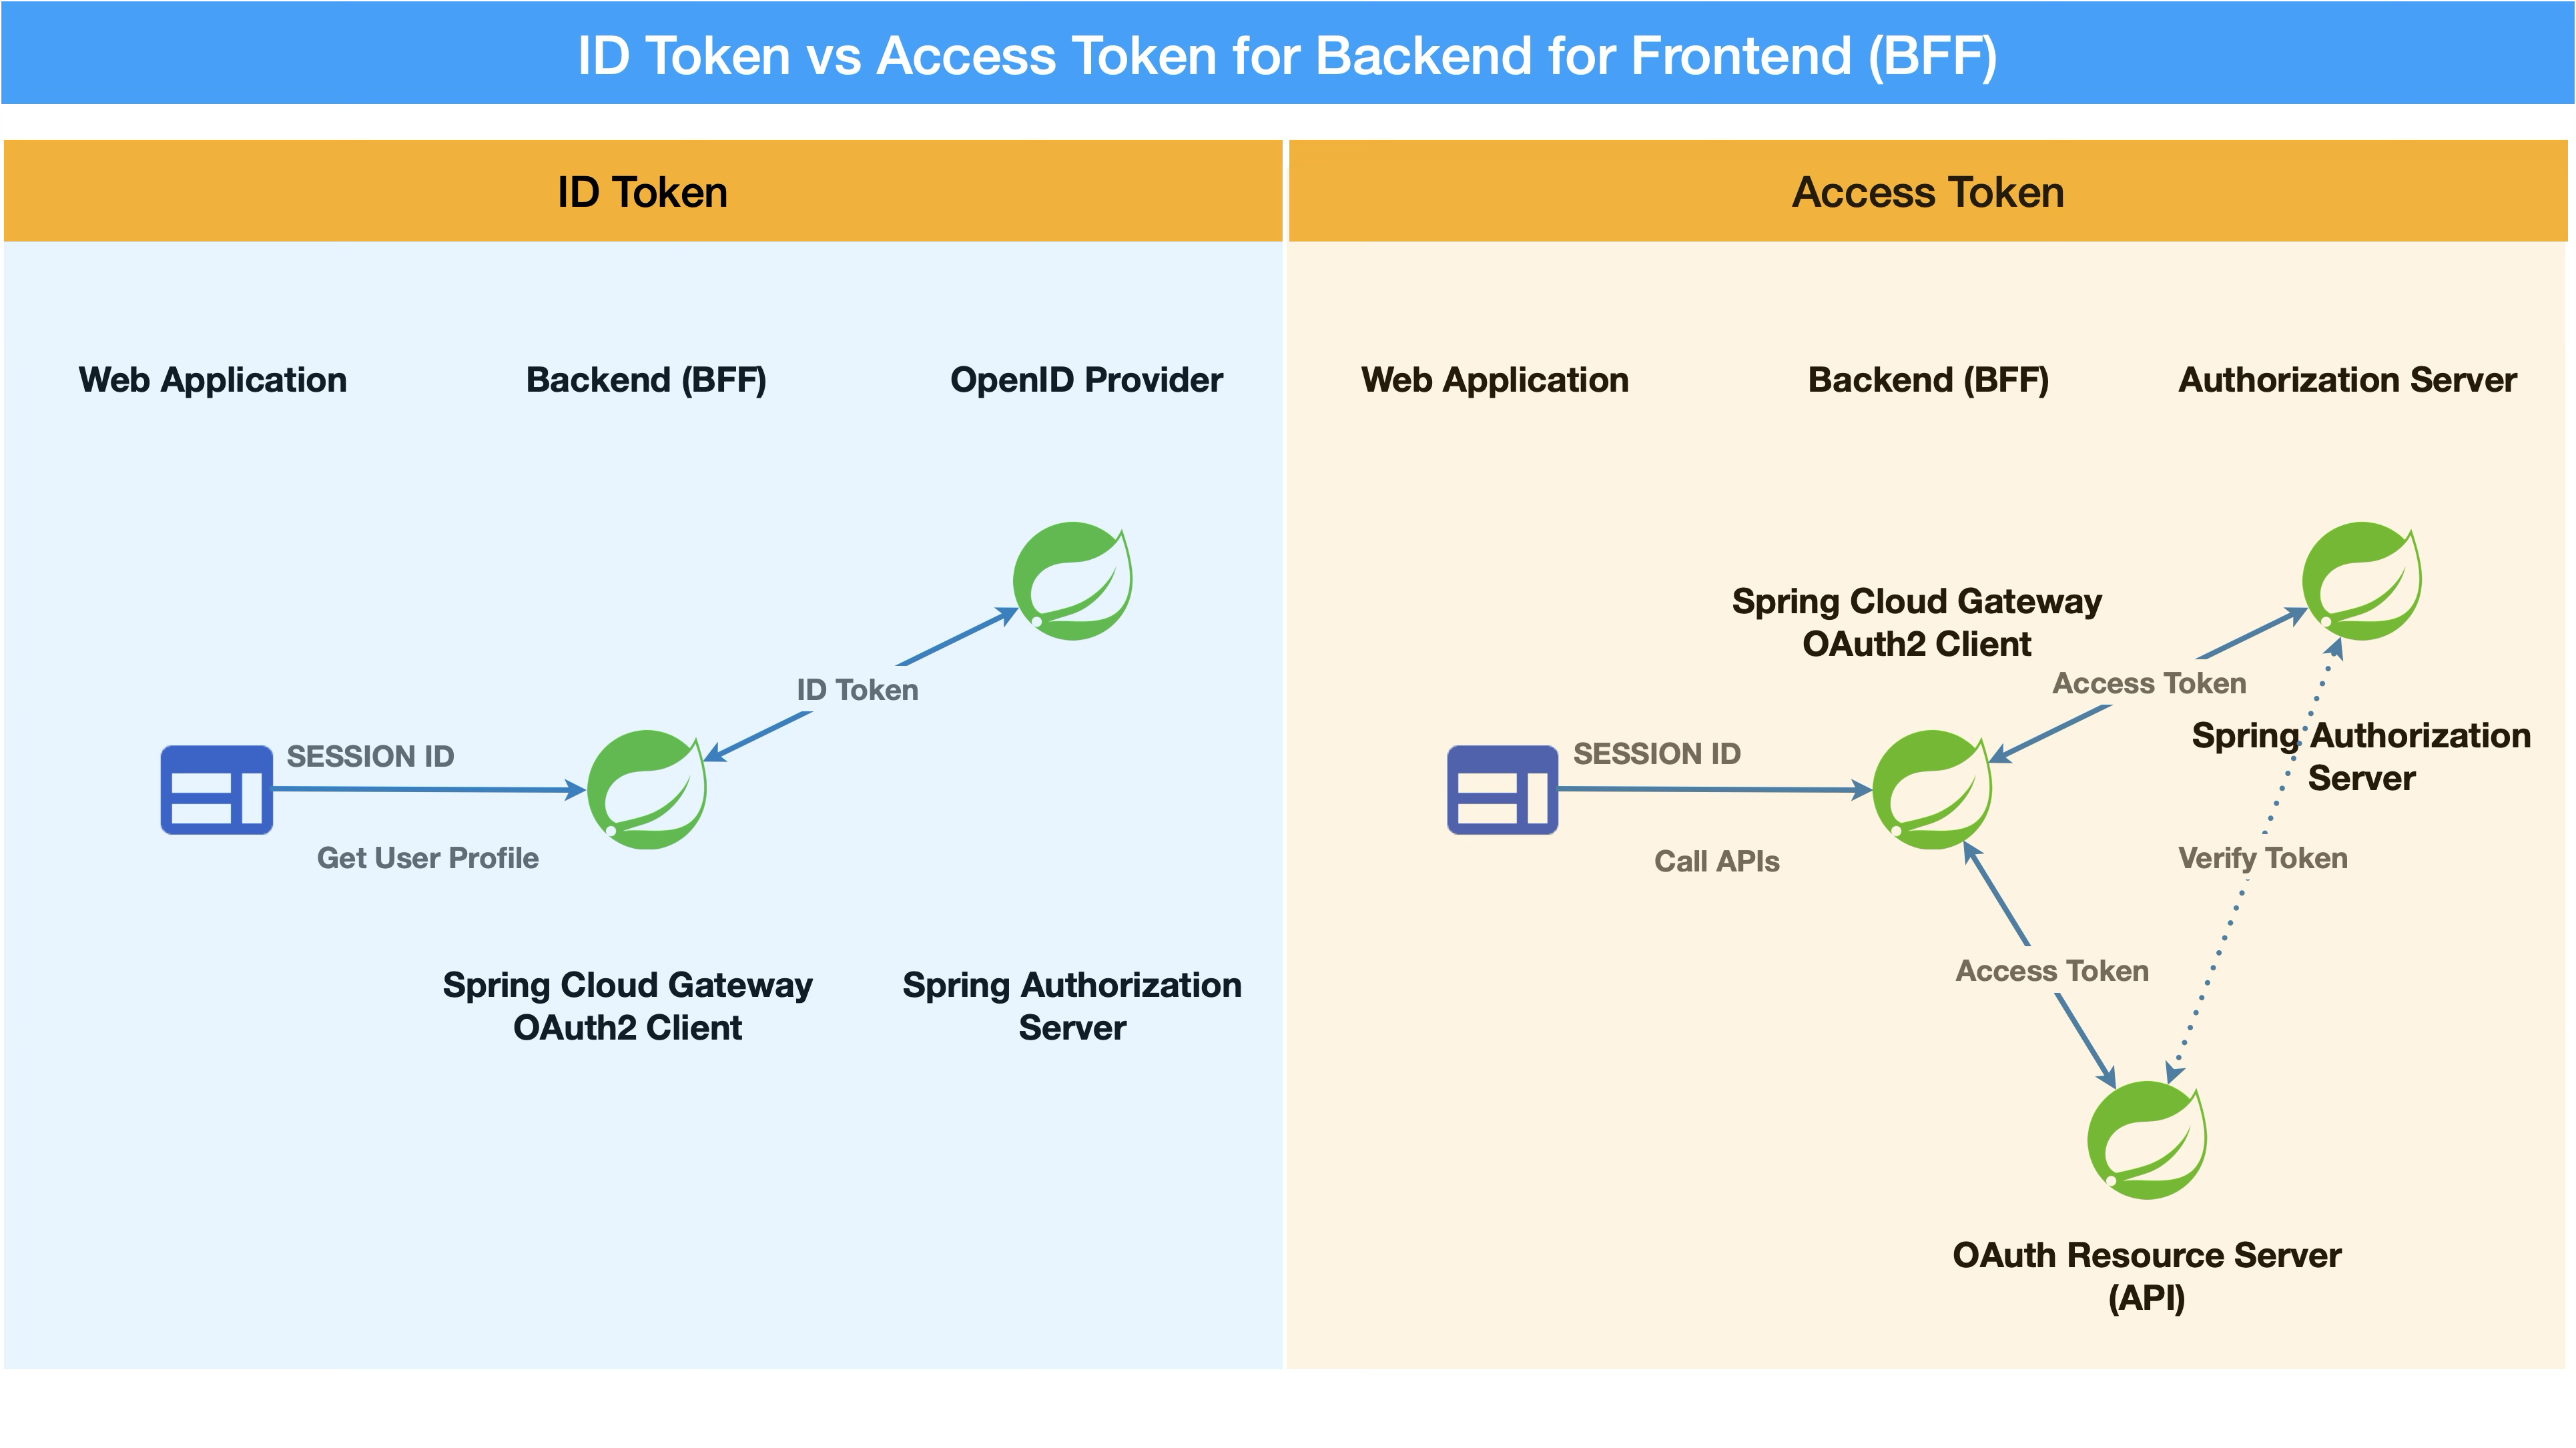 ID Token vs Access Token for Backend for Frontend (BFF)
ID Token
Web Application
Backend (BFF)
OpenID Provider
ID Token
SESSION ID
Get User Profile
Spring Cloud Gateway
OAuth2 Client
Spring Authorization
Server
Access Token
Web Application
Backend (BFF)
Authorization Server
Spring Cloud Gateway
OAuth2 Client
Access Token
Spring Authorization
Server
SESSION ID
Call APIs
Verify Token
Access Token
OAuth Resource Server
(API)